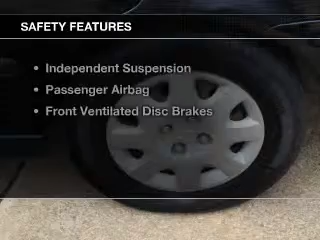 SAFETY FEATURES
• Independent Suspension
• Passenger Airbag
• Front Ventilated Disc Brakes